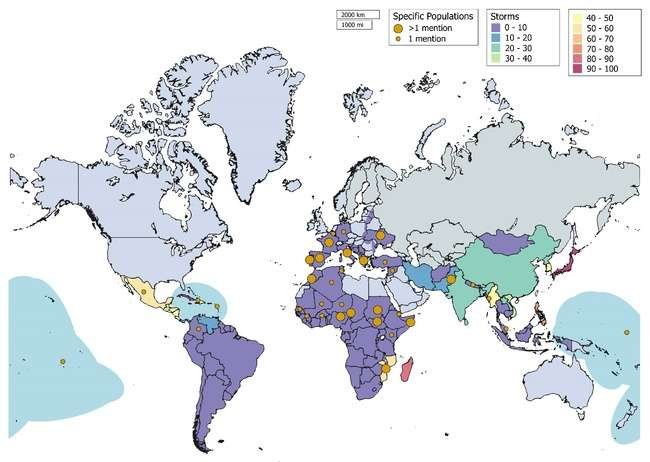 2000 km
1000 mi
Specific Populations
>1 mention
1 mention
Storms
0 - 10
10 - 20
20 - 30
30 - 40
40 - 50
50 - 60
60 - 70
70 - 80
80 - 90
90 - 100